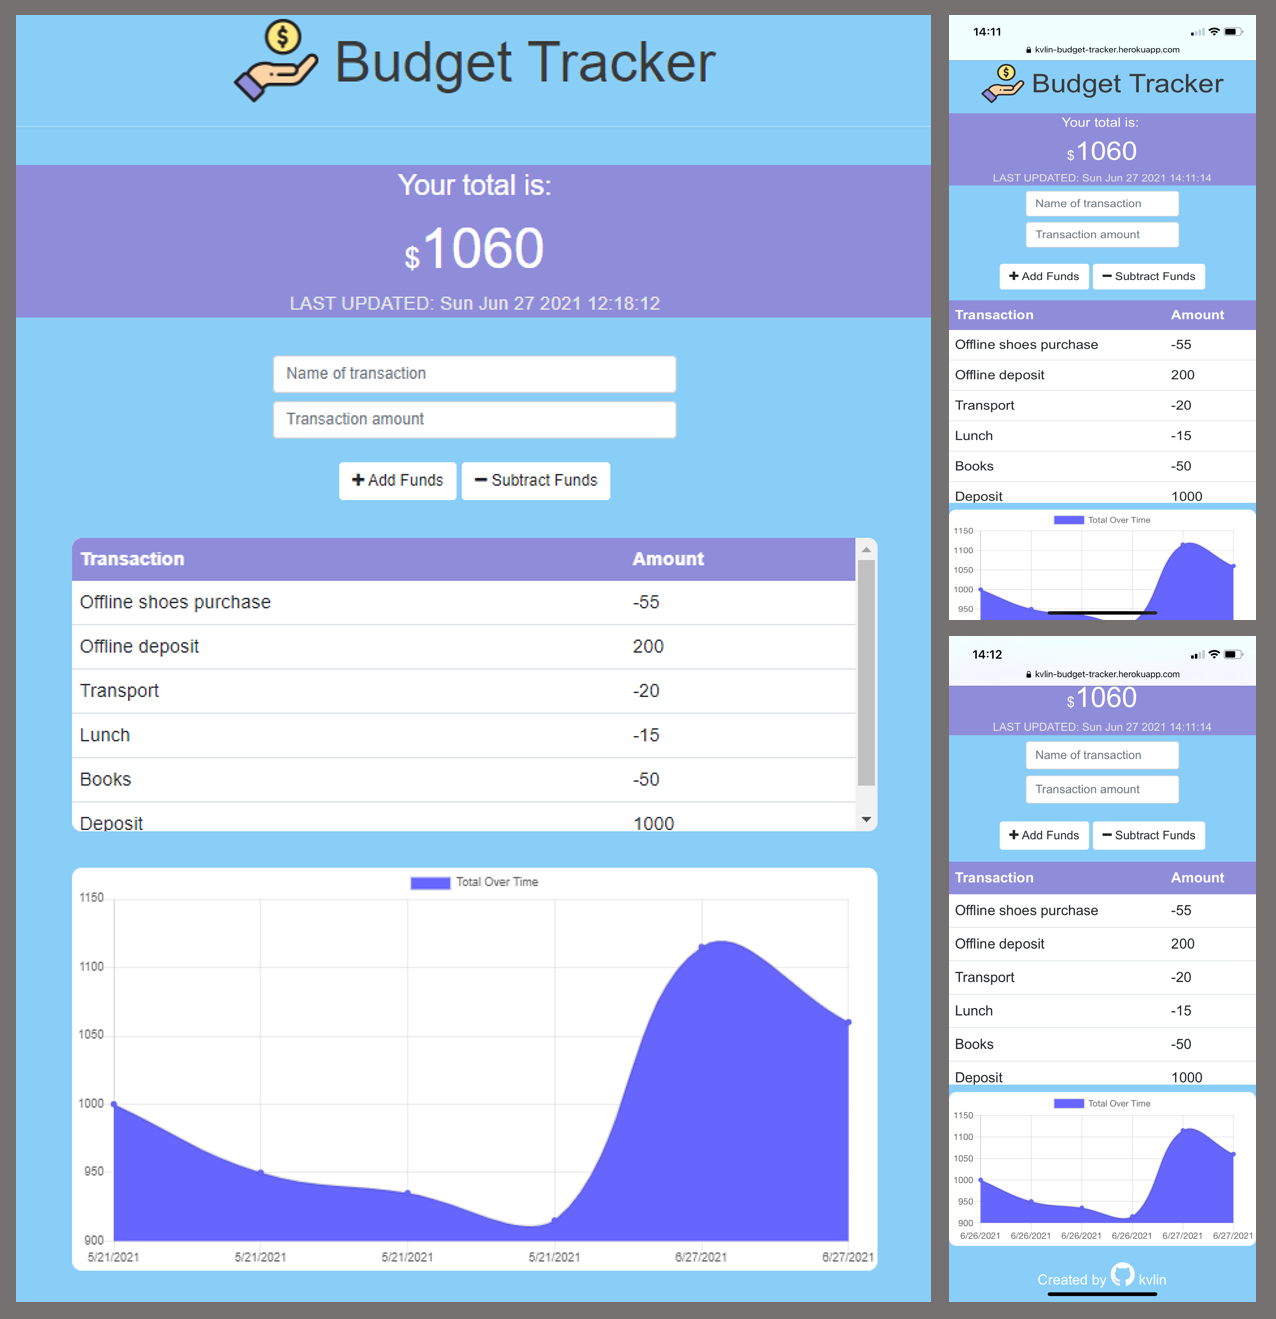 Budget Tracker
Your total is:
$1060
LAST UPDATED: Sun Jun 27 2021 12:18:12
Name of transaction
Transaction amount
Add Funds
Subtract Funds
Transaction Amount
Offline shoes purchase -55
Offline deposit 200
Transport -20
Lunch -15
Books -50
Deposit 1000
Total Over Time
1150
1100
1050
1000
950
900
5/21/2021 5/21/2021 5/21/2021 5/21/2021 6/27/2021 6/27/2021
14:11
kvlin-budget-tracker.herokuapp.com
Budget Tracker
Your total is:
$1060
LAST UPDATED: Sun Jun 27 2021 14:11:14
Name of transaction
Transaction amount
Add Funds
Subtract Funds
Transaction Amount
Offline shoes purchase -55
Offline deposit 200
Transport -20
Lunch -15
Books -50
Deposit 1000
Total Over Time
1150
1100
1050
1000
950
14:12
kvlin-budget-tracker.herokuapp.com
$1060
LAST UPDATED: Sun Jun 27 2021 14:11:14
Name of transaction
Transaction amount
Add Funds
Subtract Funds
Transaction Amount
Offline shoes purchase -55
Offline deposit 200
Transport -20
Lunch -15
Books -50
Deposit 1000
Total Over Time
1150
1100
1050
1000
950
900
6/26/2021 6/26/2021 6/26/2021 6/26/2021 6/27/2021 6/27/2021
Created by kvlin